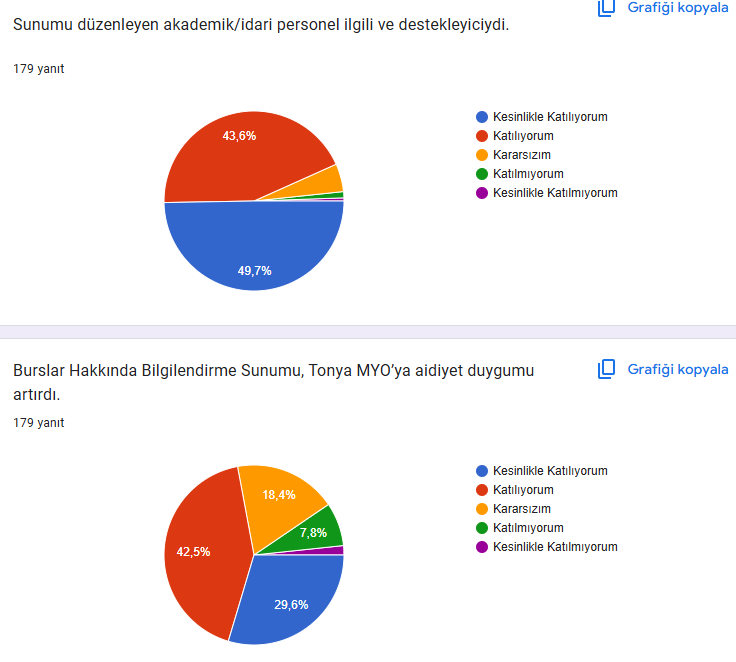 Sunumu düzenleyen akademik/idari personel ilgili ve destekleyiciydi.
Grafiği kopyala
179 yanıt
43,6%
49,7%
Kesinlikle Katılıyorum
Katılıyorum
Kararsızım
Katılmıyorum
Kesinlikle Katılmıyorum
Burslar Hakkında Bilgilendirme Sunumu, Tonya MYO'ya aidiyet duygumu
artırdı.
Grafiği kopyala
179 yanıt
18,4%
7,8%
42,5%
29,6%
Kesinlikle Katılıyorum
Katılıyorum
Kararsızım
Katılmıyorum
Kesinlikle Katılmıyorum